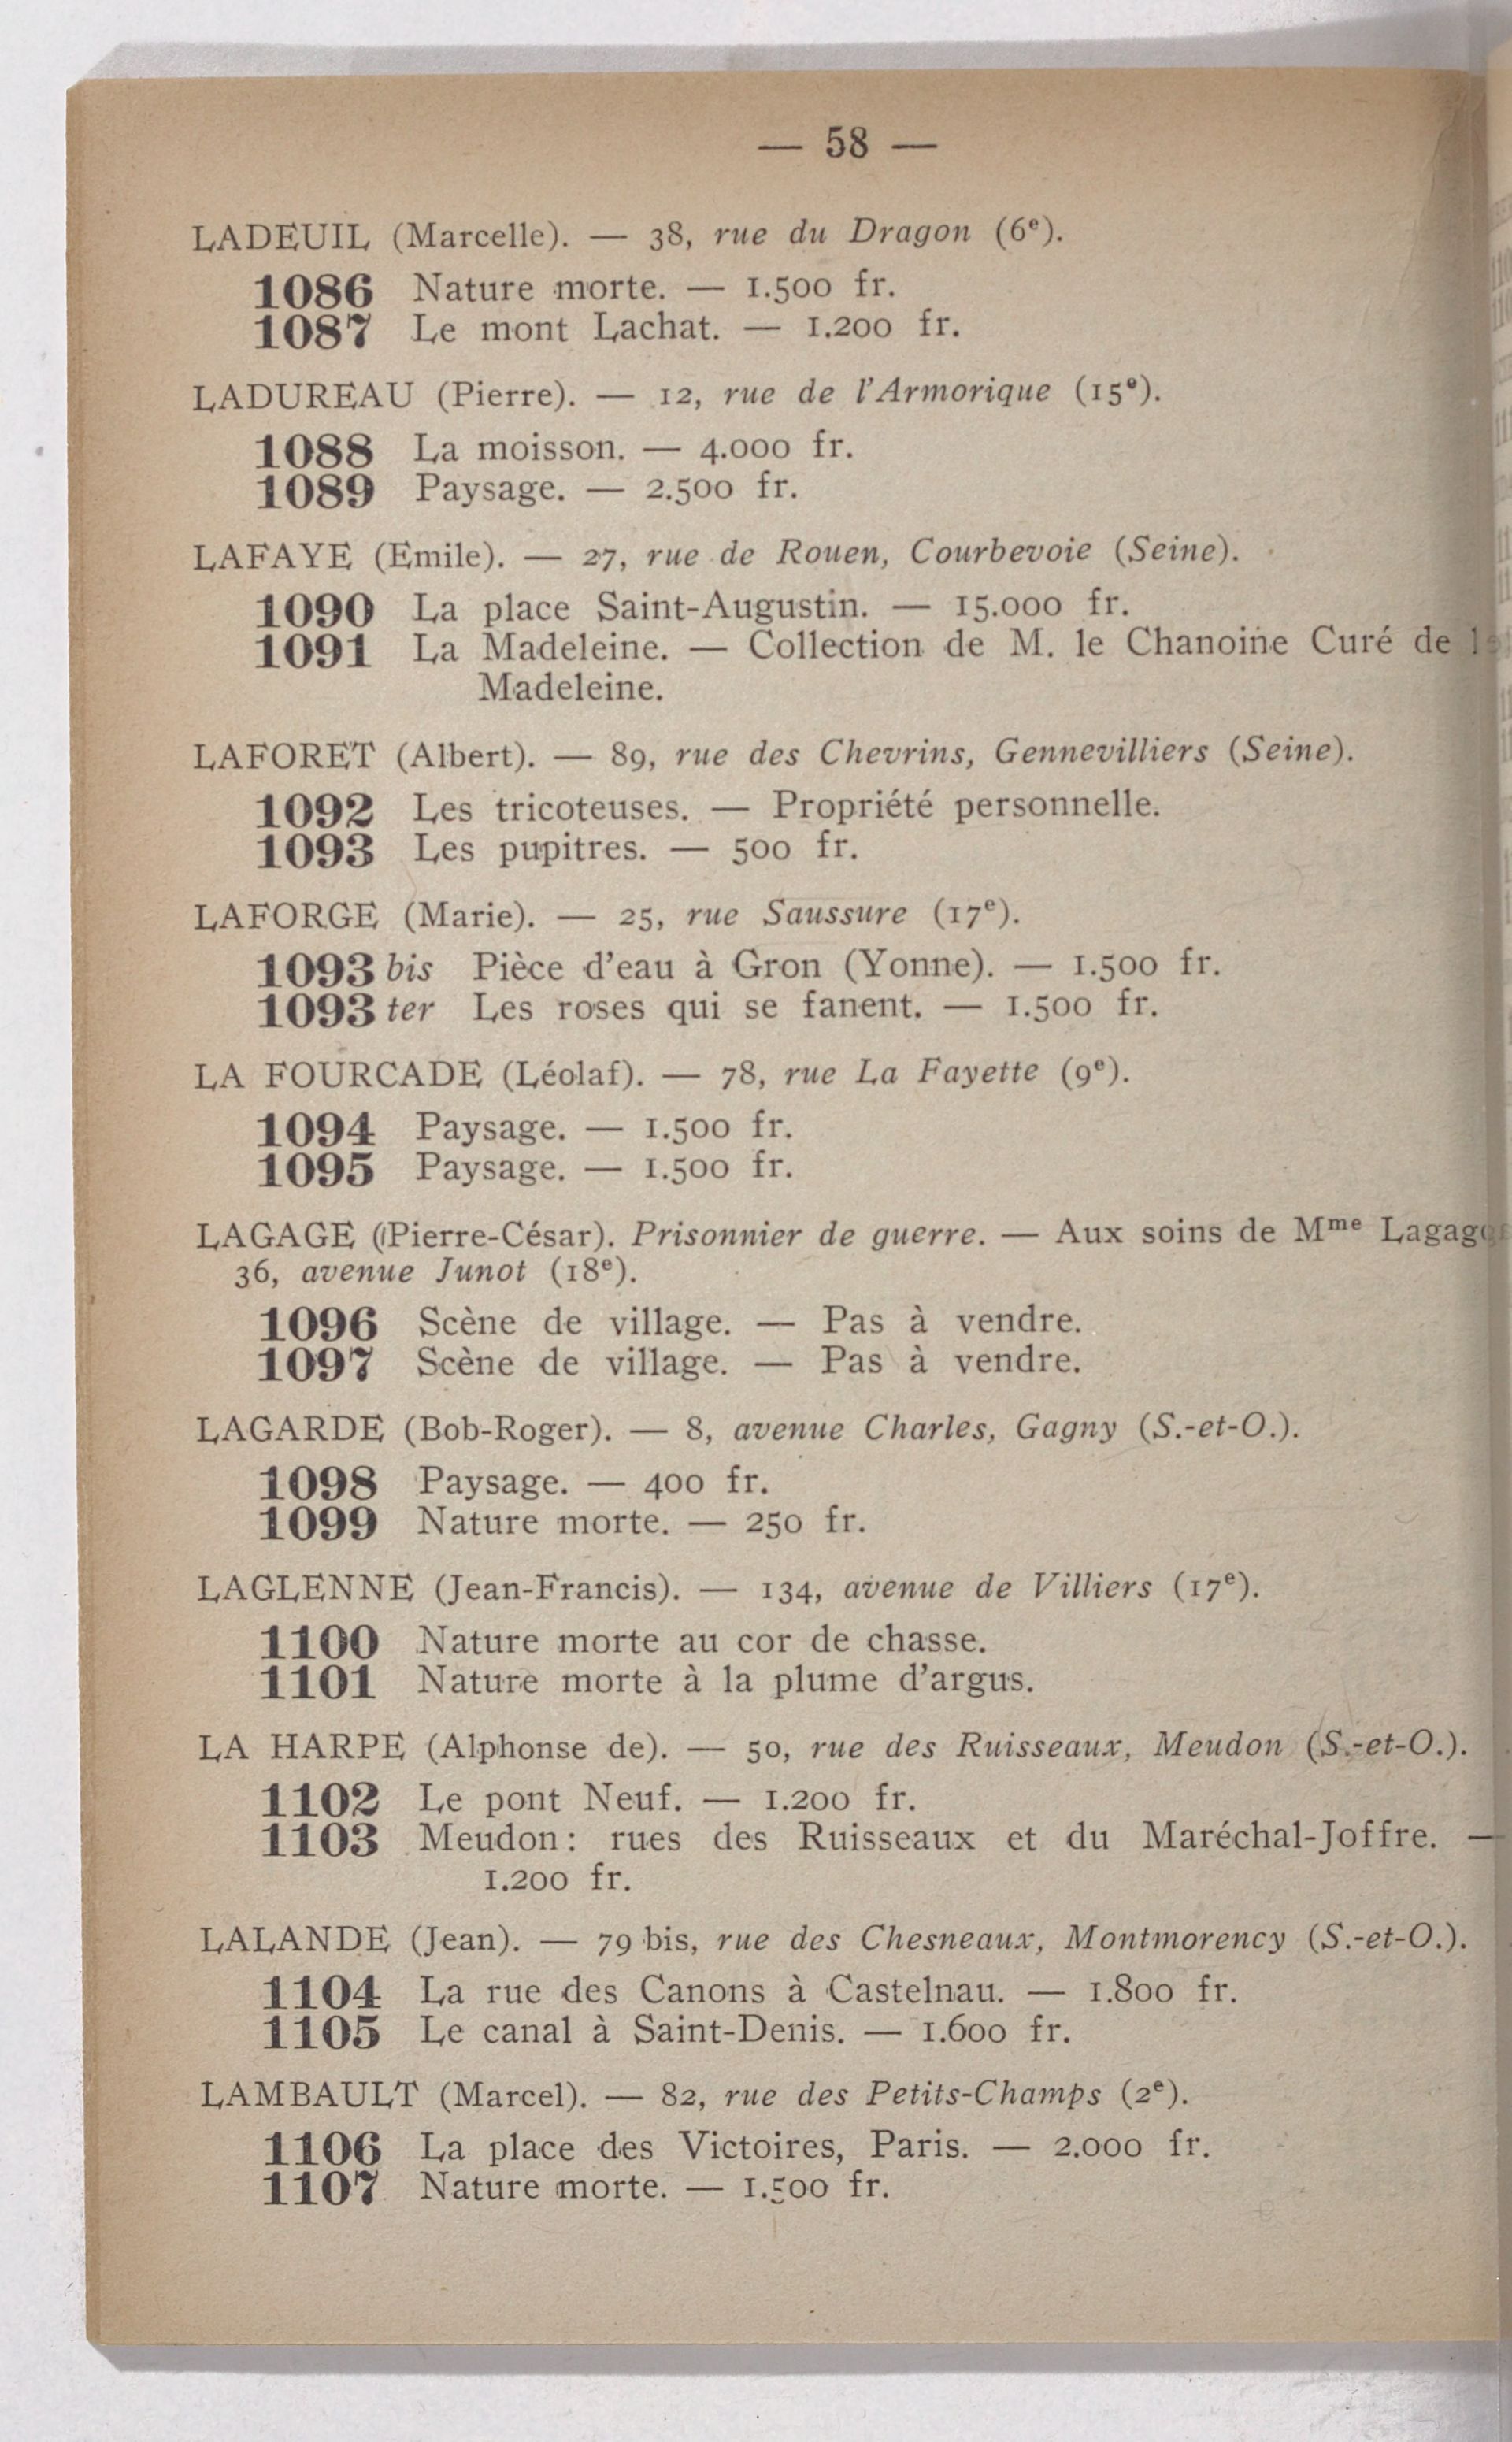 — 58 —
LADEUIL (Marcelle). — 38, rue du Dragon (6e).
1086 Nature morte. — 1.500 fr.
1087 Le mont Lachat. — 1.200 fr.
LADUREAU (Pierre). — 12, rue de l'Armorique (15e).
1088 La moisson. — 4.000 fr.
1089 Paysage. — 2.500 fr.
LAFAYE (Emile). — 27, rue de Rouen, Courbevoie (Seine).
1090 La place Saint-Augustin. — 15.000 fr.
1091 La Madeleine. — Collection de M. le Chanoine Curé de
Madeleine.
LAFORET (Albert). — 89, rue des Chevrins, Gennevilliers (Seine).
1092 Les tricoteuses. — Propriété personnelle.
1093 Les pupitres. — 500 fr.
LAFORGE (Marie). — 25, rue Saussure (17e).
1093 bis Pièce d'eau à Gron (Yonne). — 1.500 fr.
1093 ter Les roses qui se fanent. — 1.500 fr.
LA FOURCADE (Léolaf). — 78, rue La Fayette (9e).
1094 Paysage. — 1.500 fr.
1095 Paysage. — 1.500 fr.
LAGAGE (Pierre-César). Prisonnier de guerre. — Aux soins de Mme
36, avenue Junot (18e).
1096 Scène de village. — Pas à vendre.
1097 Scène de village. — Pas à vendre.
LAGARDE (Bob-Roger). — 8, avenue Charles, Gagny (S.-et-O.).
1098 Paysage. — 400 fr.
1099 Nature morte. — 250 fr.
LAGLENNE (Jean-Francis). — 134, avenue de Villiers (17e).
1100 Nature morte au cor de chasse.
1101 Nature morte à la plume d'argus.
LA HARPE (Alphonse de). — 50, rue des Ruisseaux, Meudon (S.-et-O.).
1102 Le pont Neuf. — 1.200 fr.
1103 Meudon : rues des Ruisseaux et du Maréchal-Joffre. —
1.200 fr.
LALANDE (Jean). — 79 bis, rue des Chesneaux, Montmorency (S.-et-O.).
1104 La rue des Canons à Castelnau. — 1.800 fr.
1105 Le canal à Saint-Denis. — 1.600 fr.
LAMBAULT (Marcel). — 82, rue des Petits-Champs (2e).
1106 La place des Victoires, Paris. — 2.000 fr.
1107 Nature morte. — 1.500 fr.